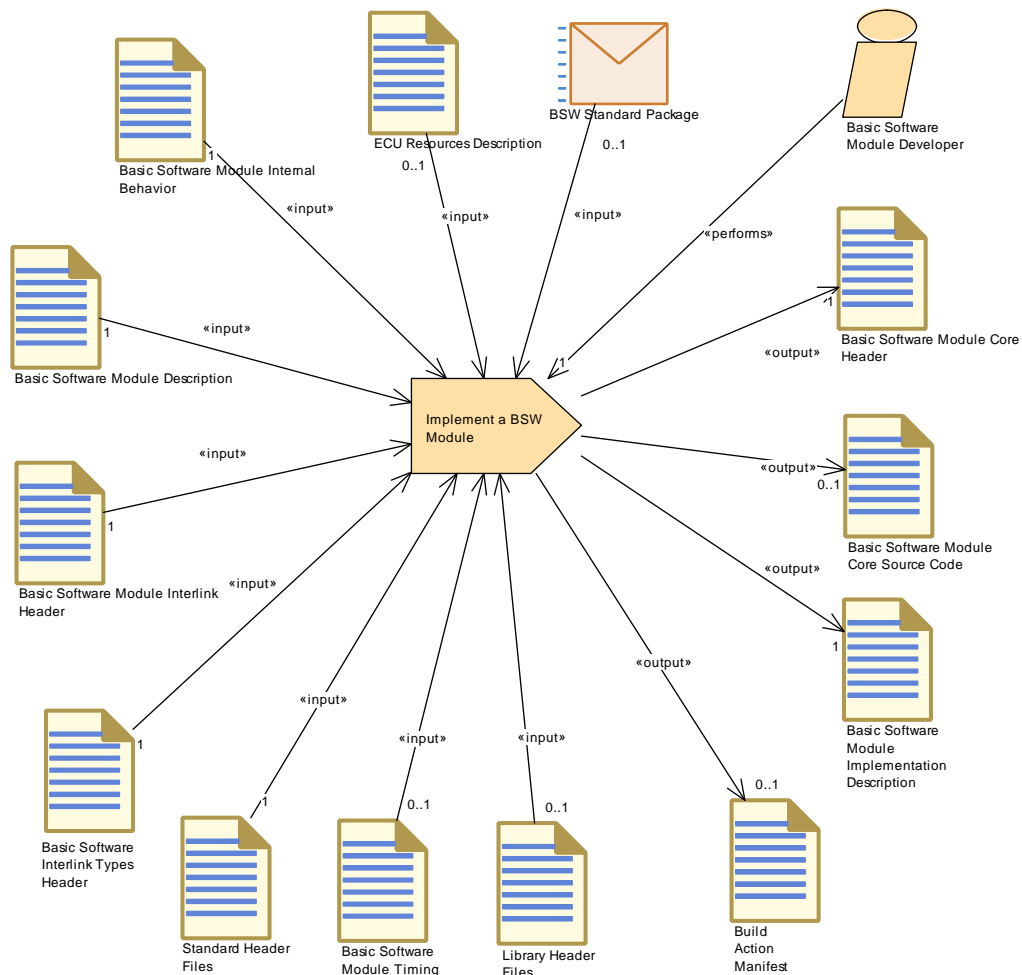 BSW Standard Package
ECU Resources Description
0..1
0..1
Basic Software
Module Developer
1
Basic Software Module Internal
Behavior
«input»
«input»
«input»
«performs»
1
Basic Software Module Core
Header
«input»
1
Basic Software Module Description
«output»
1
Implement a BSW
Module
«input»
1
«output»
0..1
Basic Software Module
Core Source Code
Basic Software Module Interlink
Header
«input»
«output»
1
«output»
«input»
Basic Software
Module
Implementation
Description
1
«input»
«input»
0..1
1
0..1
0..1
Basic Software
Interlink Types
Header
Standard Header
Files
Basic Software
Module Timing
Library Header
Files
Build
Action
Manifest